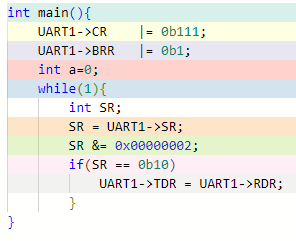 int main(){
    UART1->CR   |= 0b111;
    UART1->BRR  |= 0b1;
    int a=0;
    while(1){
        int SR;
        SR = UART1->SR;
        SR &= 0x00000002;
        if(SR == 0b10)
            UART1->TDR = UART1->RDR;
        }
}